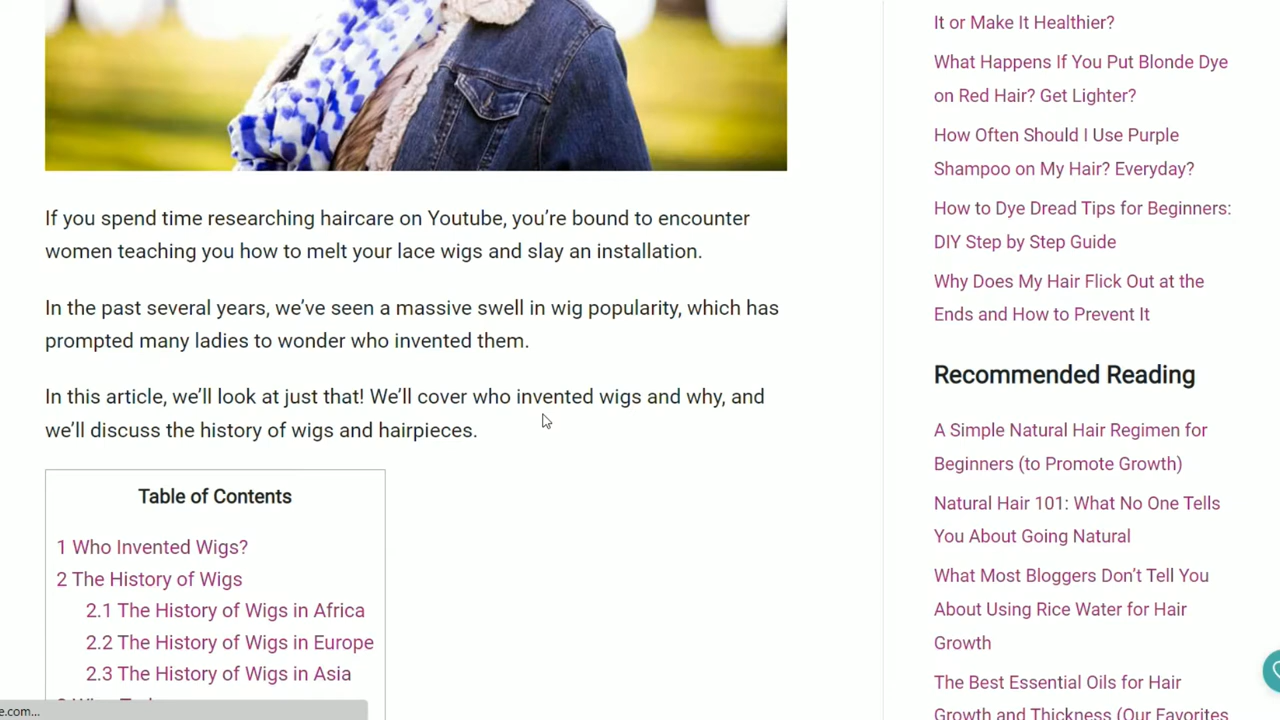 If you spend time researching haircare on Youtube, you're bound to encounter
women teaching you how to melt your lace wigs and slay an installation.
In the past several years, we've seen a massive swell in wig popularity, which has
prompted many ladies to wonder who invented them.
In this article, we'll look at just that! We'll cover who invented wigs and why, and
we'll discuss the history of wigs and hairpieces.
Table of Contents
1 Who Invented Wigs?
2 The History of Wigs
2.1 The History of Wigs in Africa
2.2 The History of Wigs in Europe
2.3 The History of Wigs in Asia
e.com...
It or Make It Healthier?
What Happens If You Put Blonde Dye
on Red Hair? Get Lighter?
How Often Should I Use Purple
Shampoo on My Hair? Everyday?
How to Dye Dread Tips for Beginners:
DIY Step by Step Guide
Why Does My Hair Flick Out at the
Ends and How to Prevent It
Recommended Reading
A Simple Natural Hair Regimen for
Beginners (to Promote Growth)
Natural Hair 101: What No One Tells
You About Going Natural
What Most Bloggers Don't Tell You
About Using Rice Water for Hair
Growth
The Best Essential Oils for Hair
Growth and Thickness (Our Favorites